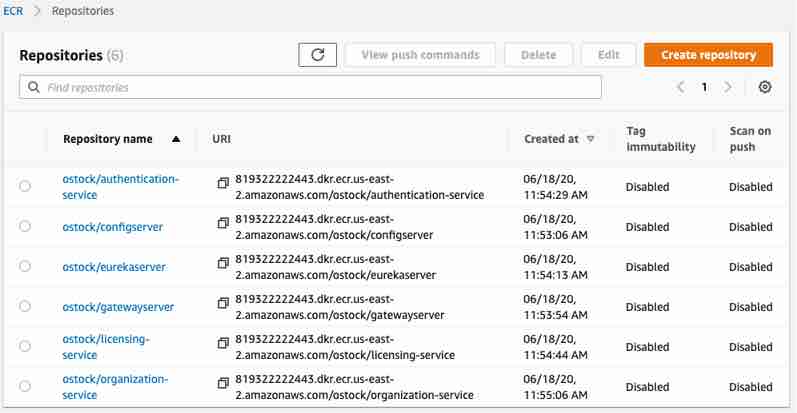 ECR > Repositories
Repositories (6) View push commands Delete Edit Create repository
Find repositories < 1 >
Repository name ▲ URI Created at ▽ Tag immutability Scan on push
ostock/authentication-
service
819322222443.dkr.ecr.us-east-
2.amazonaws.com/ostock/authentication-service
06/18/20,
11:54:29 AM
Disabled
Disabled
ostock/configserver
819322222443.dkr.ecr.us-east-
2.amazonaws.com/ostock/configserver
06/18/20,
11:53:06 AM
Disabled
Disabled
ostock/eurekaserver
819322222443.dkr.ecr.us-east-
2.amazonaws.com/ostock/eurekaserver
06/18/20,
11:54:13 AM
Disabled
Disabled
ostock/gatewayserver
819322222443.dkr.ecr.us-east-
2.amazonaws.com/ostock/gatewayserver
06/18/20,
11:53:54 AM
Disabled
Disabled
ostock/licensing-
service
819322222443.dkr.ecr.us-east-
2.amazonaws.com/ostock/licensing-service
06/18/20,
11:54:44 AM
Disabled
Disabled
ostock/organization-
service
819322222443.dkr.ecr.us-east-
2.amazonaws.com/ostock/organization-service
06/18/20,
11:55:06 AM
Disabled
Disabled